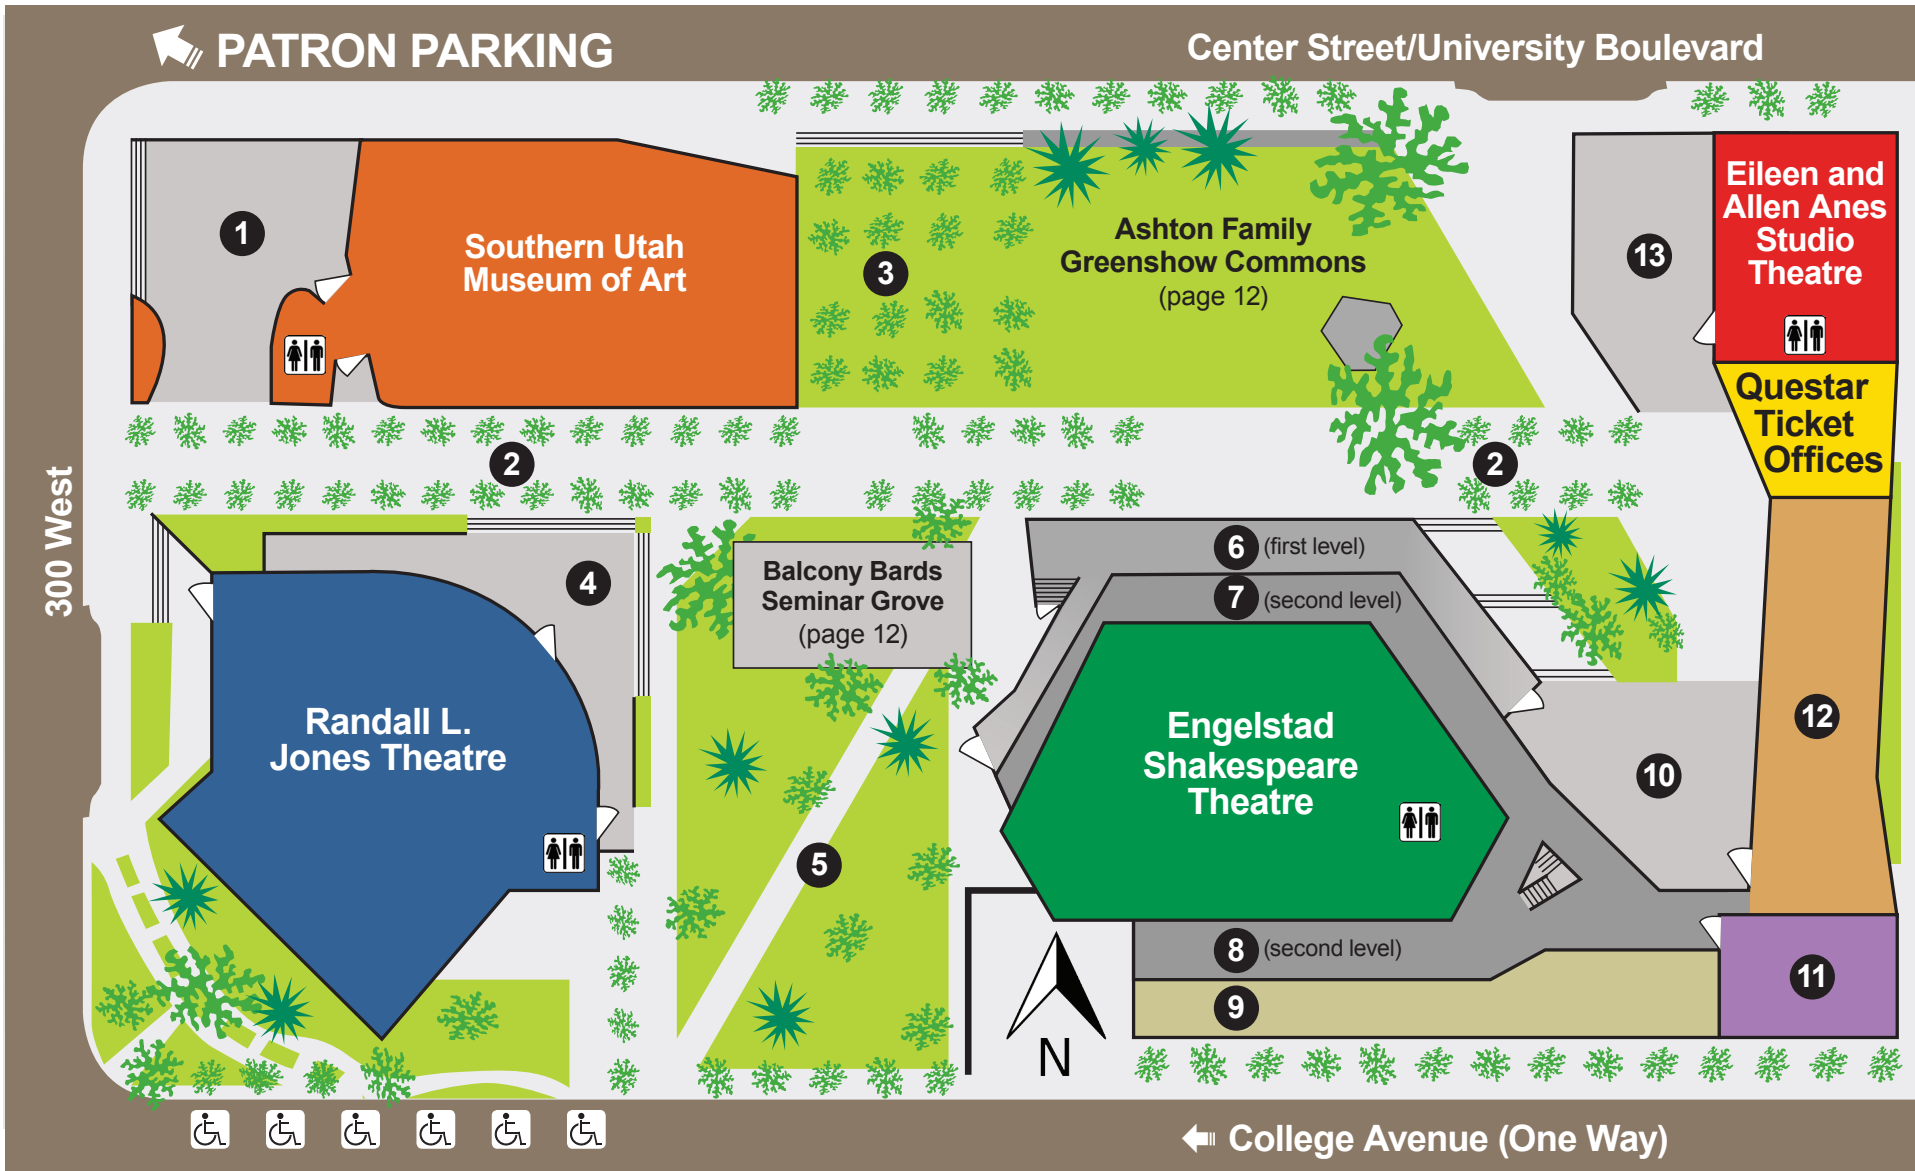 PATRON PARKING
Center Street/University Boulevard
300 West
1
Southern Utah
Museum of Art
3
Ashton Family
Greenshow Commons
(page 12)
13
Eileen and
Allen Anes
Studio
Theatre
Questar
Ticket
Offices
2
2
4
Balcony Bards
Seminar Grove
(page 12)
6 (first level)
7 (second level)
Randall L.
Jones Theatre
Engelstad
Shakespeare
Theatre
10
12
5
8 (second level)
9
11
N
College Avenue (One Way)